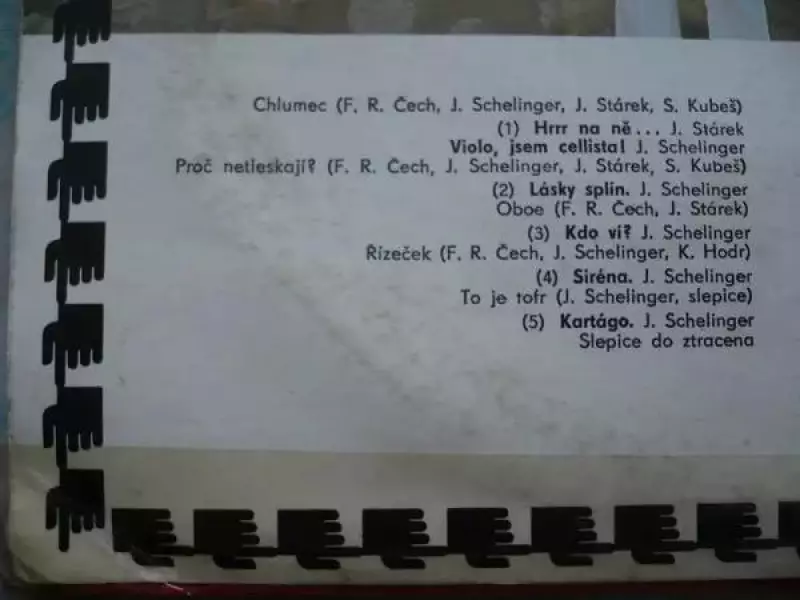 Chlumec (F. R. Čech, J. Schelinger, J. Stárek, S. Kubeš)
(1) Hrrr na ně... J. Stárek
Violo, jsem cellista! J. Schelinger
Proč netleskají? (F. R. Čech, J. Schelinger, J. Stárek, S. Kubeš)
(2) Lásky splín. J. Schelinger
Oboe (F. R. Čech, J. Stárek)
(3) Kdo ví? J. Schelinger
Řízeček (F. R. Čech, J. Schelinger, K. Hodr)
(4) Siréna. J. Schelinger
To je tofr (J. Schelinger, slepice)
(5) Kartágo. J. Schelinger
Slepice do ztracena